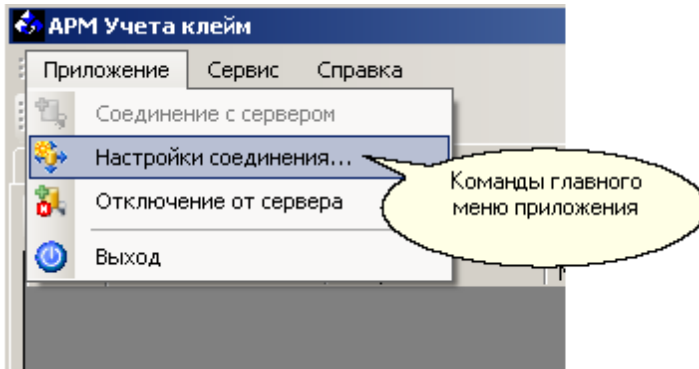 АРМ Учета клейм
Приложение Сервис Справка
Соединение с сервером
Настройки соединения...
Отключение от сервера
Выход
Команды главного
меню приложения